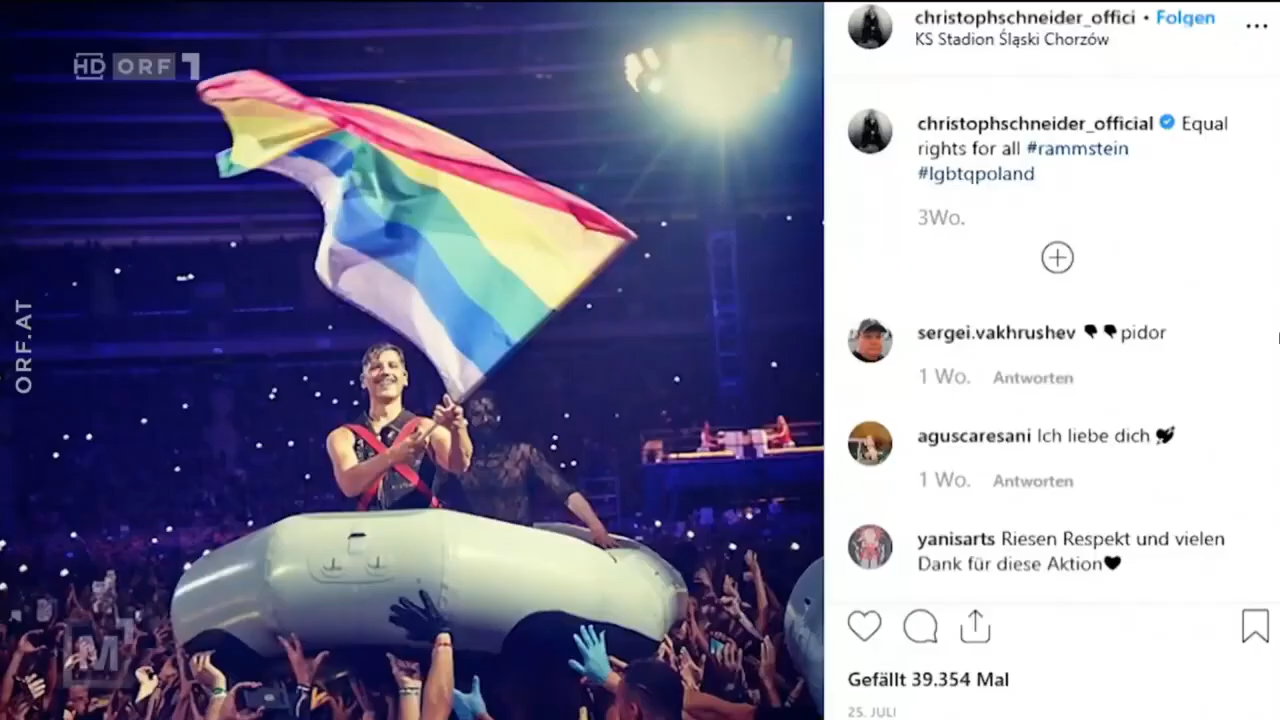 HD ORF 1
ORF.AT
M
christophschneider_offici • Folgen
KS Stadion Śląski Chorzów
christophschneider_official Equal
rights for all #rammstein
#lgbtqpoland
3Wo.
sergei.vakhrushev 👎👎pidor
1 Wo. Antworten
aguscaresani Ich liebe dich 💘
1 Wo. Antworten
yanisarts Riesen Respekt und vielen
Dank für diese Aktion🖤
Gefällt 39.354 Mal
25. JULI